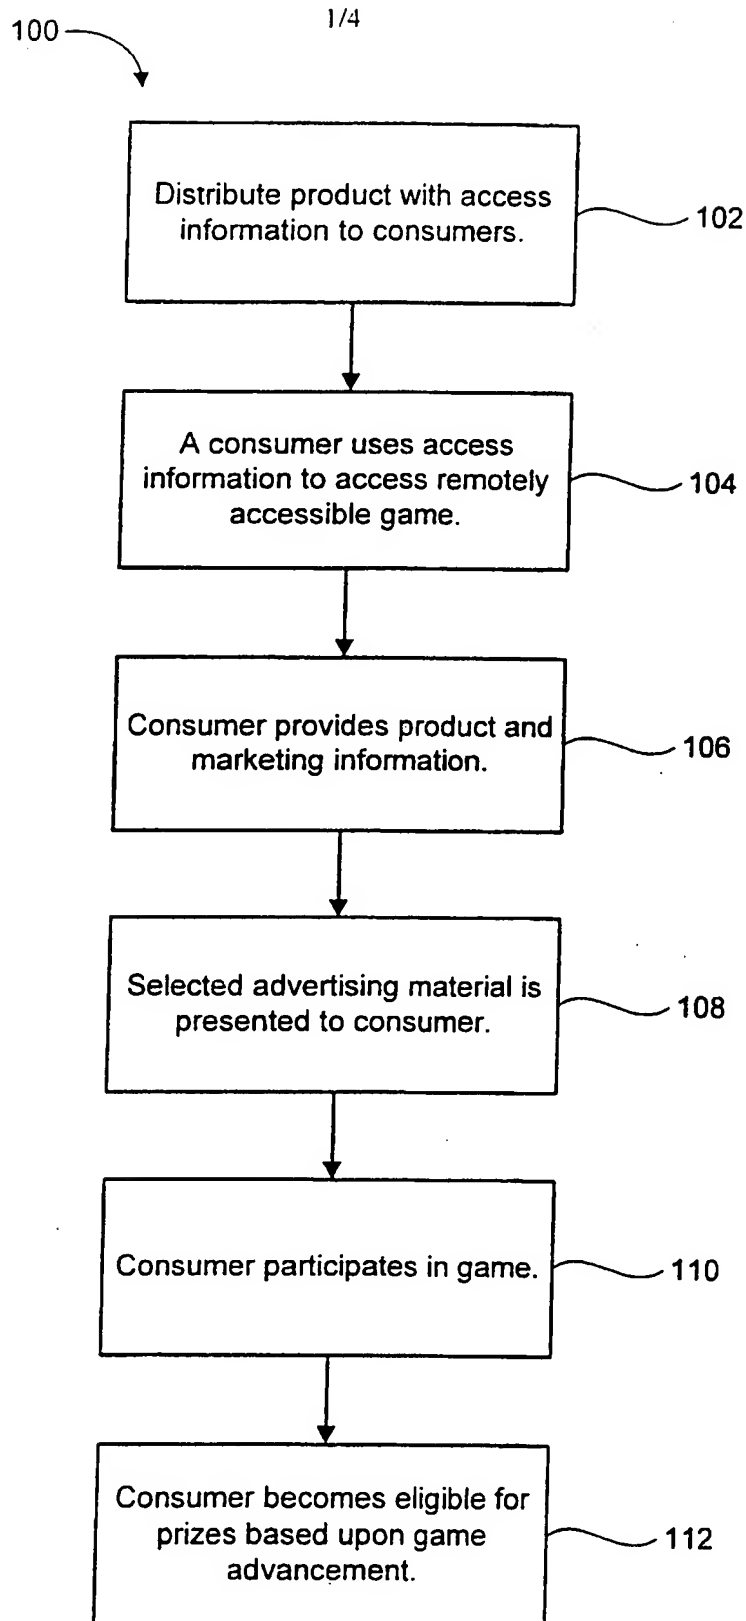 1/4
100
Distribute product with access
information to consumers.
102
A consumer uses access
information to access remotely
accessible game.
104
Consumer provides product and
marketing information.
106
Selected advertising material is
presented to consumer.
108
Consumer participates in game.
110
Consumer becomes eligible for
prizes based upon game
advancement.
112